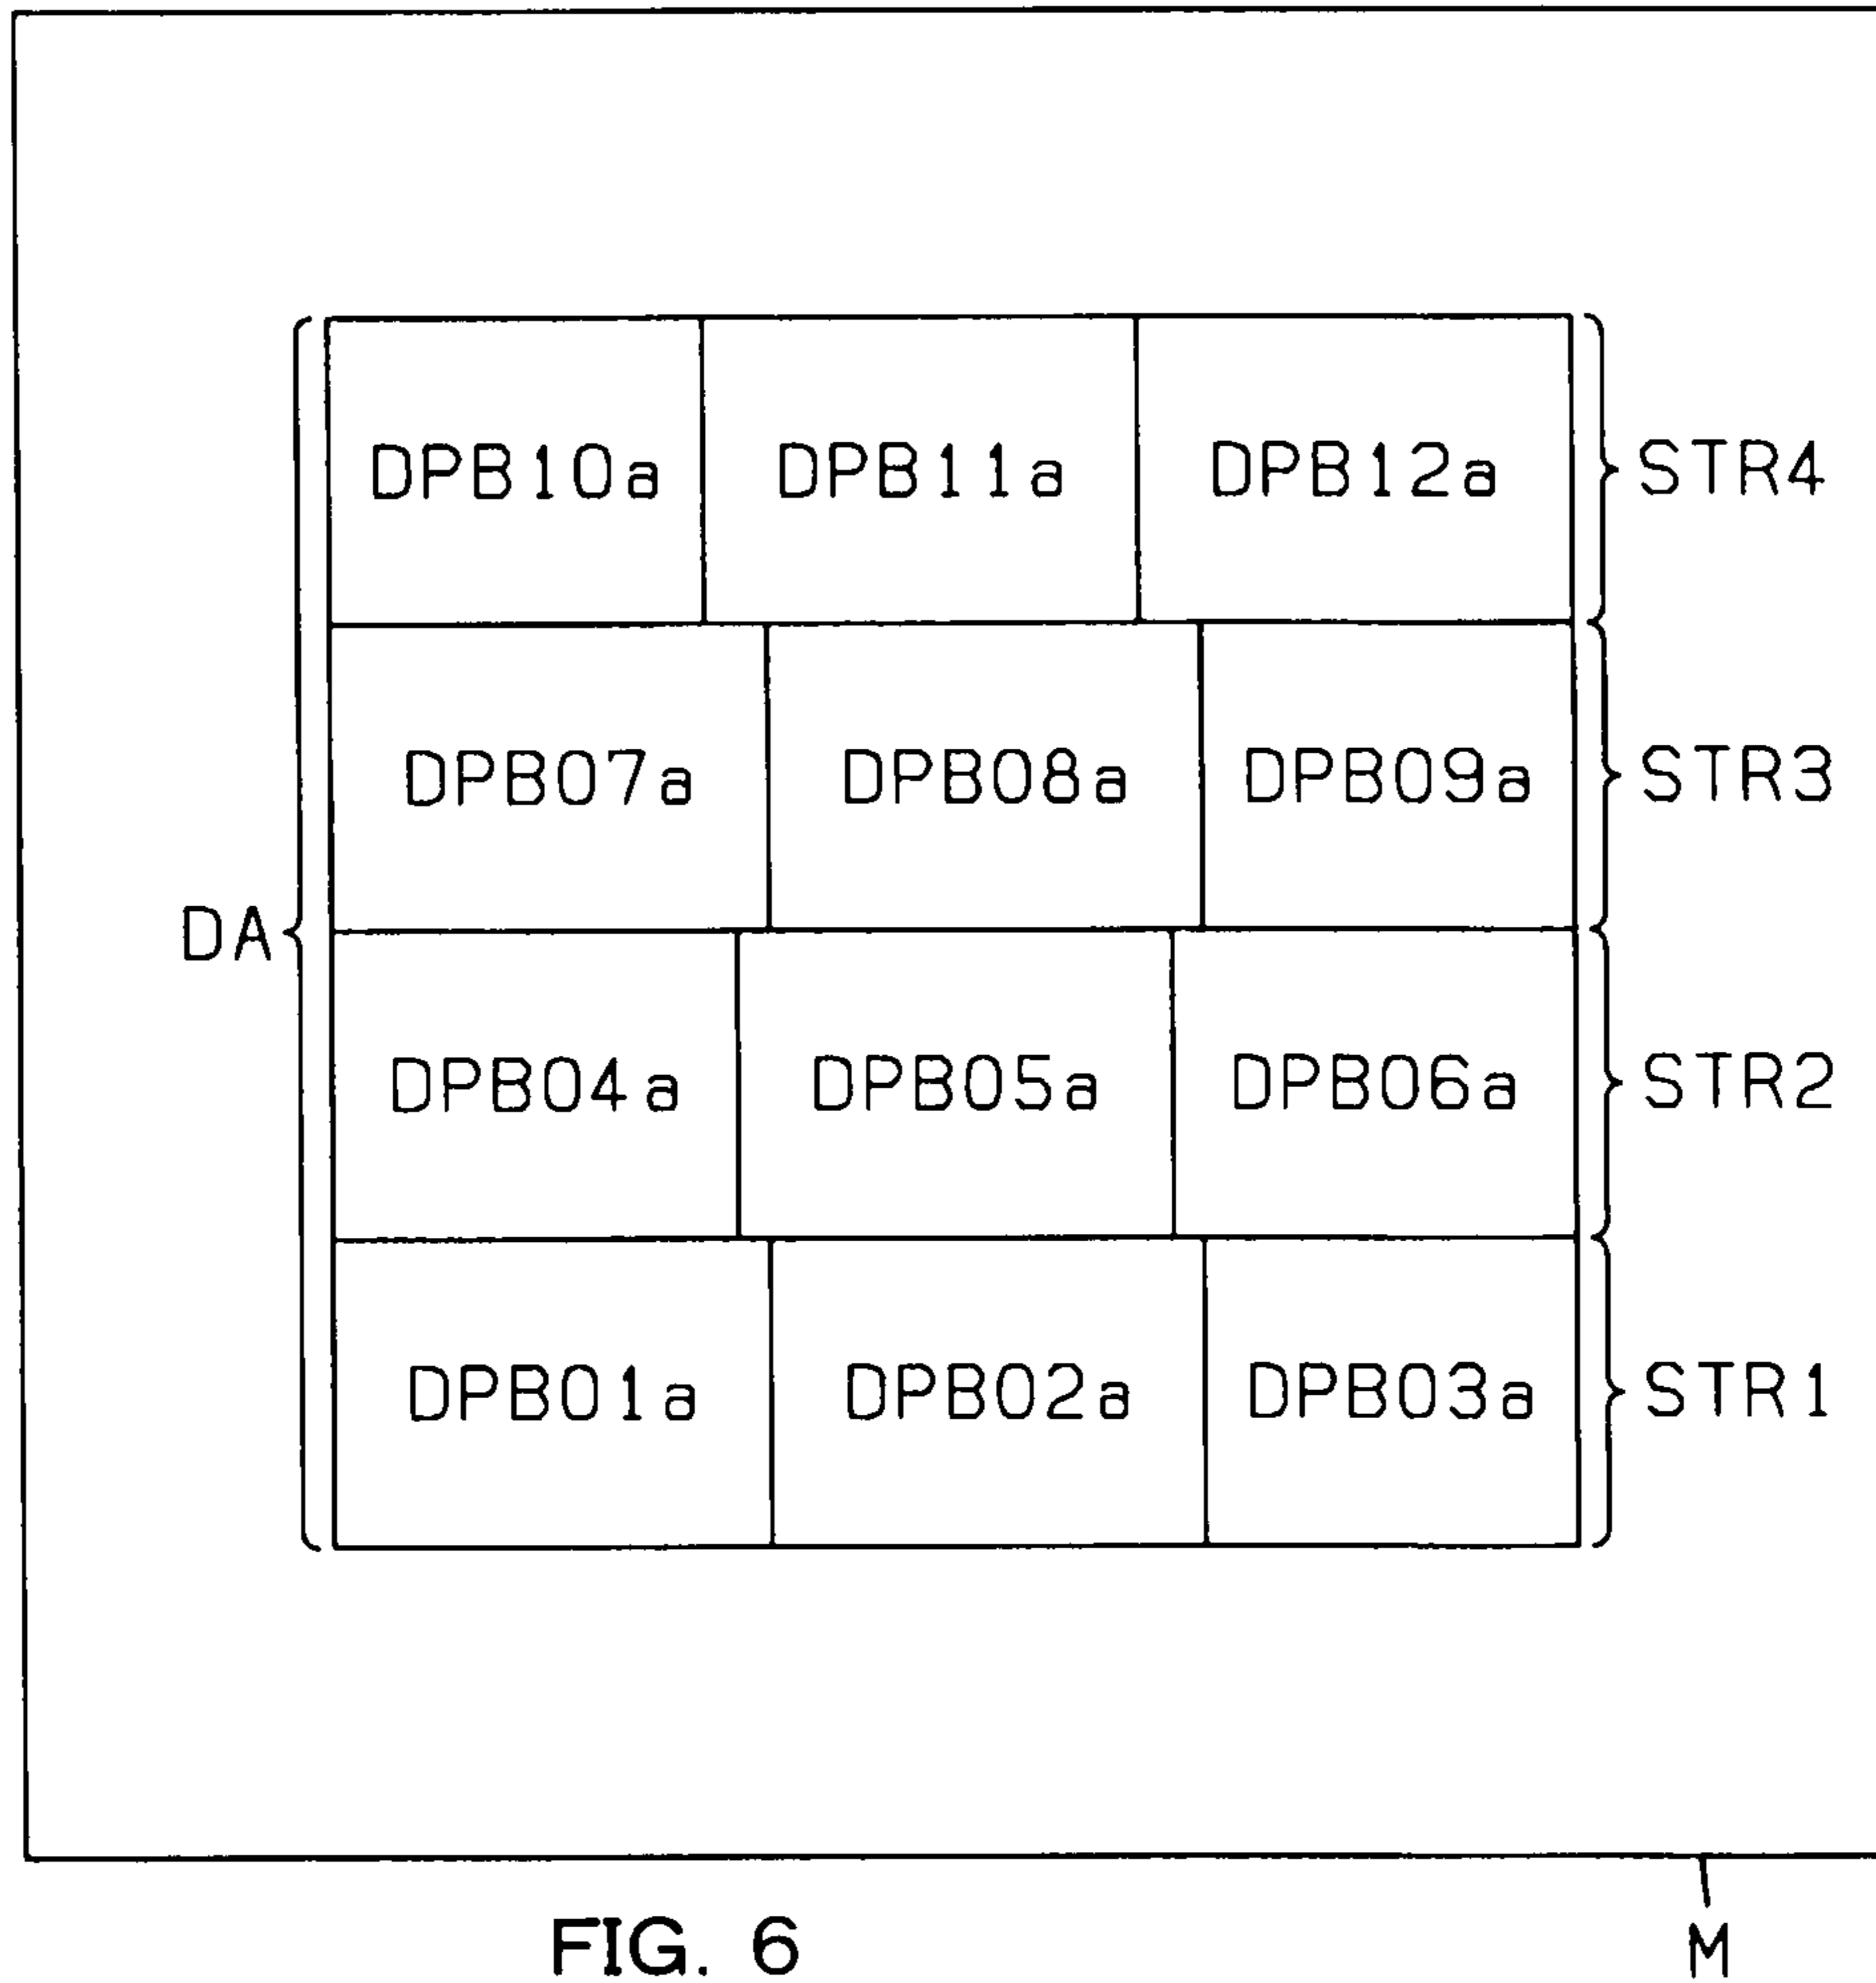 DPB10a DPB11a DPB12a STR4
DPB07a DPB08a DPB09a STR3
DA
DPB04a DPB05a DPB06a STR2
DPB01a DPB02a DPB03a STR1
FIG. 6
M